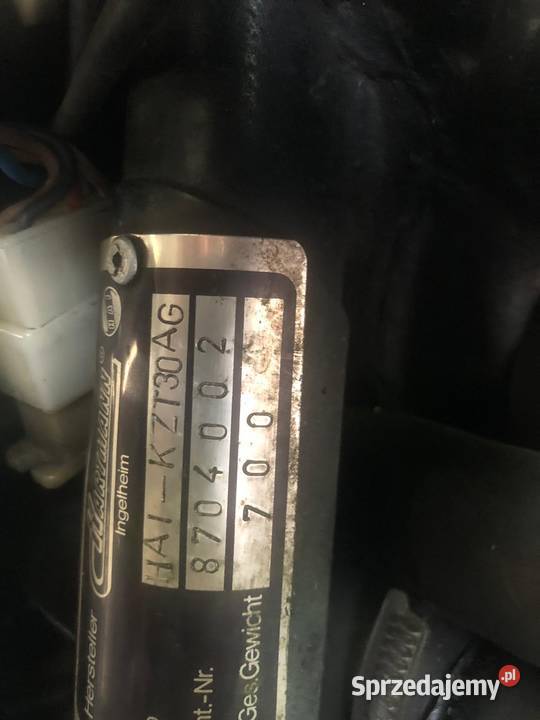 Hersteller
Ingelheim
HAI-KZT30AG
nt.-Nr. 8704002
Ges.Gewicht 700
Sprzedajemy.pl